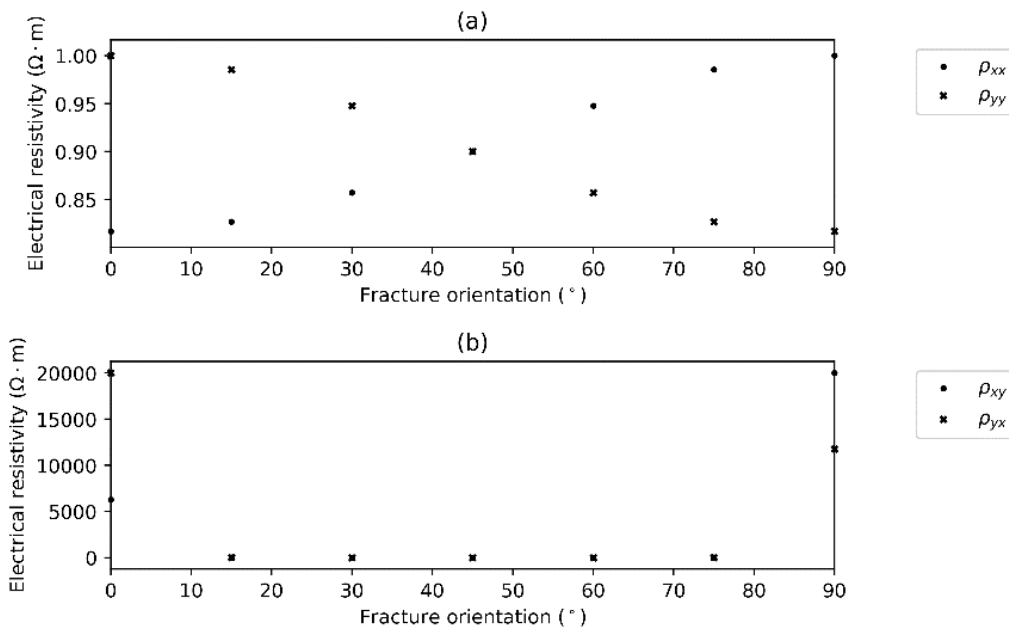 (a)
Electrical resistivity (Ω · m)
1.00
0.95
0.90
0.85
0 10 20 30 40 50 60 70 80 90
Fracture orientation (°)
ρxx
ρyy
(b)
Electrical resistivity (Ω · m)
20000
15000
10000
5000
0
0 10 20 30 40 50 60 70 80 90
Fracture orientation (°)
ρxy
ρyx